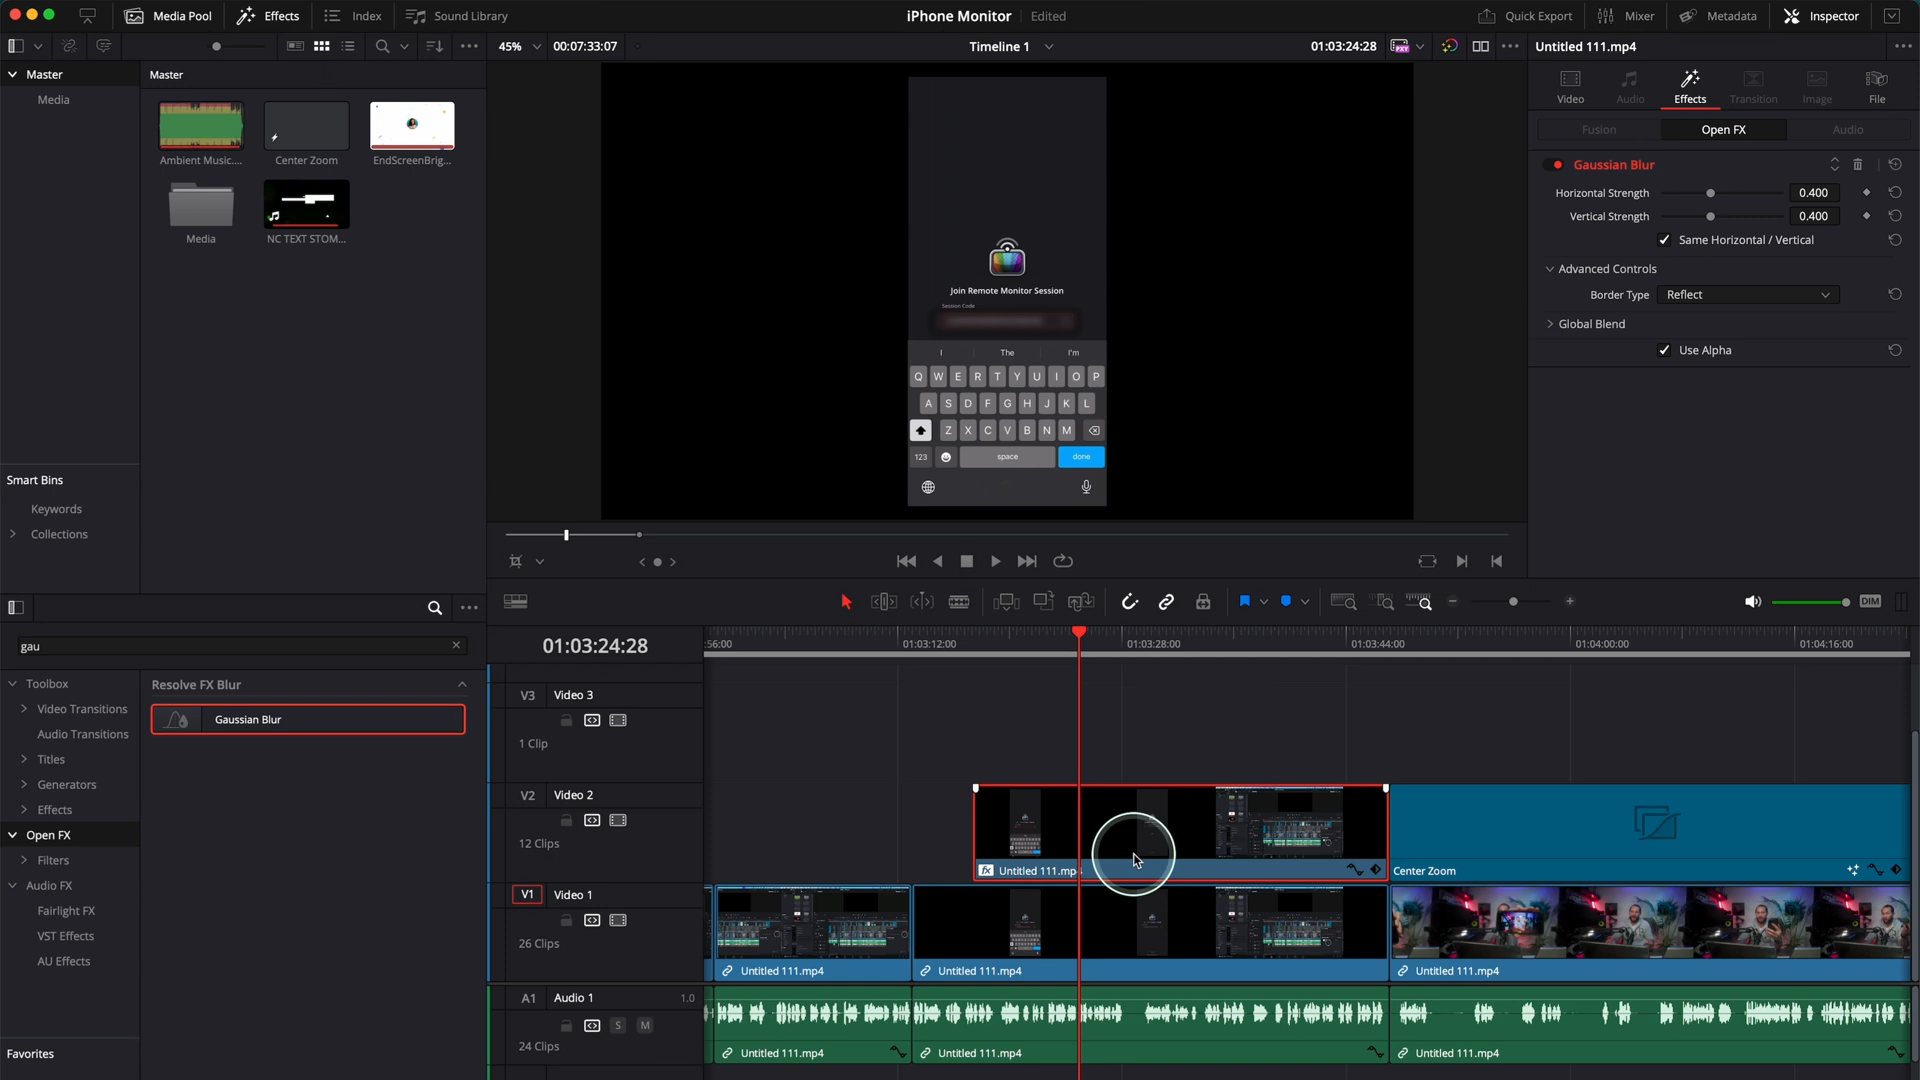 Media Pool
Effects
Index
Sound Library
iPhone Monitor
Edited
Quick Export
Mixer
Metadata
Inspector
45%
00:07:33:07
Timeline 1
01:03:24:28
Untitled 111.mp4
Master
Media
Master
Ambient Music....
Center Zoom
EndScreenBrig...
Media
NC TEXT STOM...
Smart Bins
Keywords
Collections
Video
Audio
Effects
Transition
Image
File
Fusion
Open FX
Audio
Gaussian Blur
Horizontal Strength
0.400
Vertical Strength
0.400
Same Horizontal / Vertical
Advanced Controls
Border Type
Reflect
Global Blend
Use Alpha
Join Remote Monitor Session
Session Code
I
The
I'm
Q W E R T Y U I O P
A S D F G H J K L
Z X C V B N M
123
space
done
DIM
gau
Toolbox
Video Transitions
Audio Transitions
Titles
Generators
Effects
Open FX
Filters
Audio FX
Fairlight FX
VST Effects
AU Effects
Favorites
Resolve FX Blur
Gaussian Blur
01:03:24:28
:56:00
01:03:12:00
01:03:28:00
01:03:44:00
01:04:00:00
01:04:16:00
V3
Video 3
1 Clip
V2
Video 2
12 Clips
Untitled 111.mp4
Center Zoom
V1
Video 1
26 Clips
Untitled 111.mp4
Untitled 111.mp4
Untitled 111.mp4
A1
Audio 1
1.0
S
M
24 Clips
Untitled 111.mp4
Untitled 111.mp4
Untitled 111.mp4